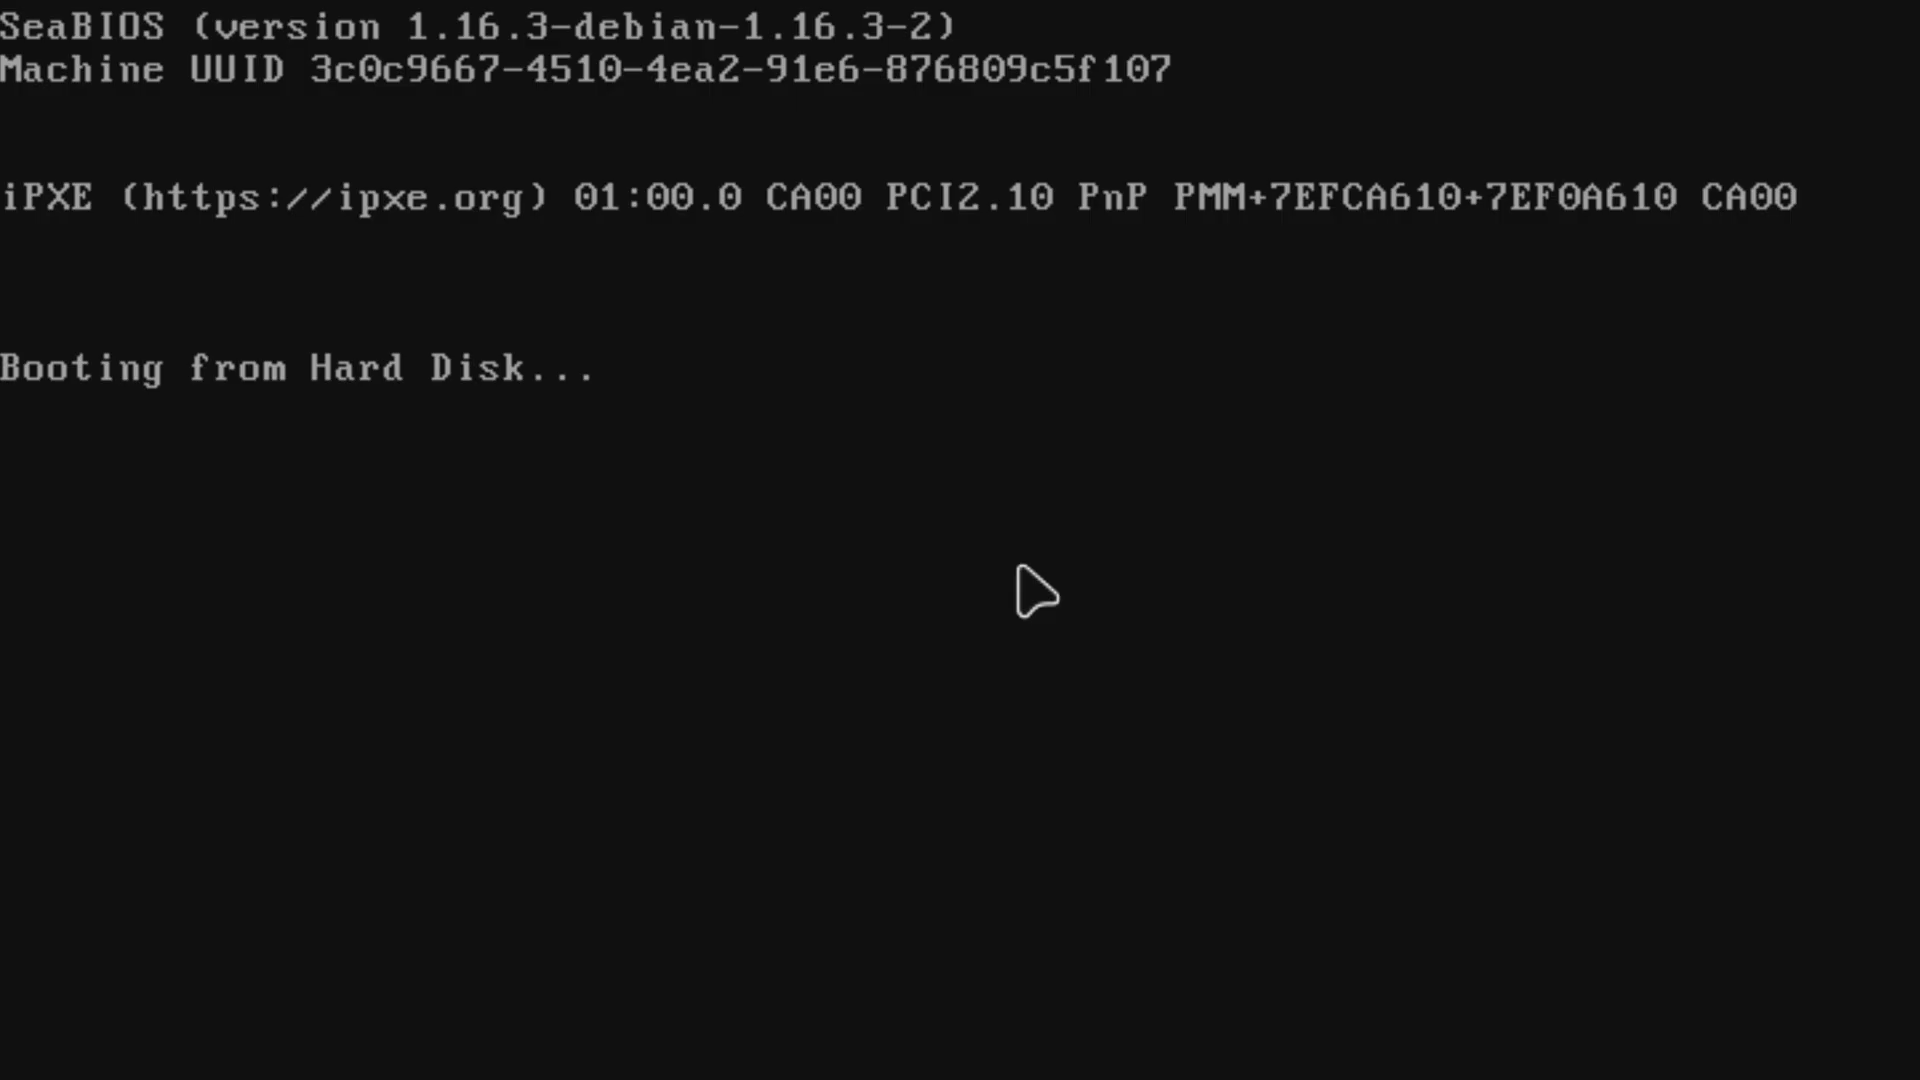 SeaBIOS (version 1.16.3-debian-1.16.3-2)
Machine UUID 3c0c9667-4510-4ea2-91e6-876809c5f107
iPXE (https://ipxe.org) 01:00.0 CA00 PCI2.10 PnP PMM+7EFCA610+7EF0A610 CA00
Booting from Hard Disk...